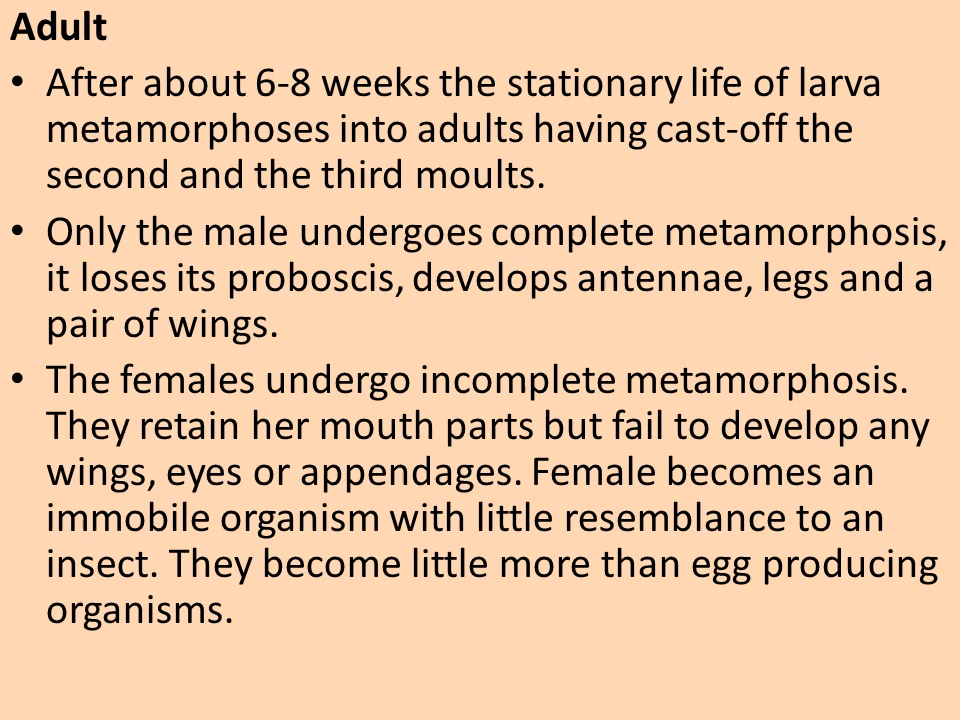 Adult
• After about 6-8 weeks the stationary life of larva
metamorphoses into adults having cast-off the
second and the third moults.
• Only the male undergoes complete metamorphosis,
it loses its proboscis, develops antennae, legs and a
pair of wings.
• The females undergo incomplete metamorphosis.
They retain her mouth parts but fail to develop any
wings, eyes or appendages. Female becomes an
immobile organism with little resemblance to an
insect. They become little more than egg producing
organisms.